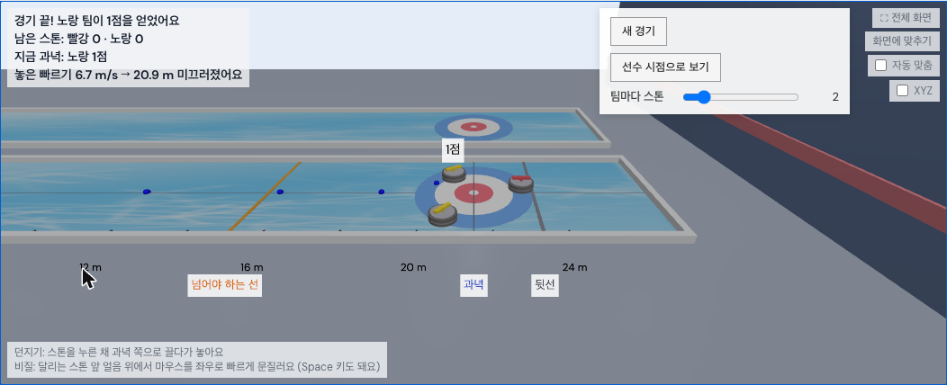 경기 끝! 노랑 팀이 1점을 얻었어요
남은 스톤: 빨강 0 · 노랑 0
지금 과녁: 노랑 1점
놓은 빠르기 6.7 m/s → 20.9 m 미끄러졌어요
새 경기
선수 시점으로 보기
팀마다 스톤 2
전체 화면
화면에 맞추기
자동 맞춤
XYZ
1점
12 m
16 m
20 m
24 m
넘어야 하는 선
과녁
뒷선
던지기: 스톤을 누른 채 과녁 쪽으로 끌다가 놓아요
비질: 달리는 스톤 앞 얼음 위에서 마우스를 좌우로 빠르게 문질러요 (Space 키도 돼요)